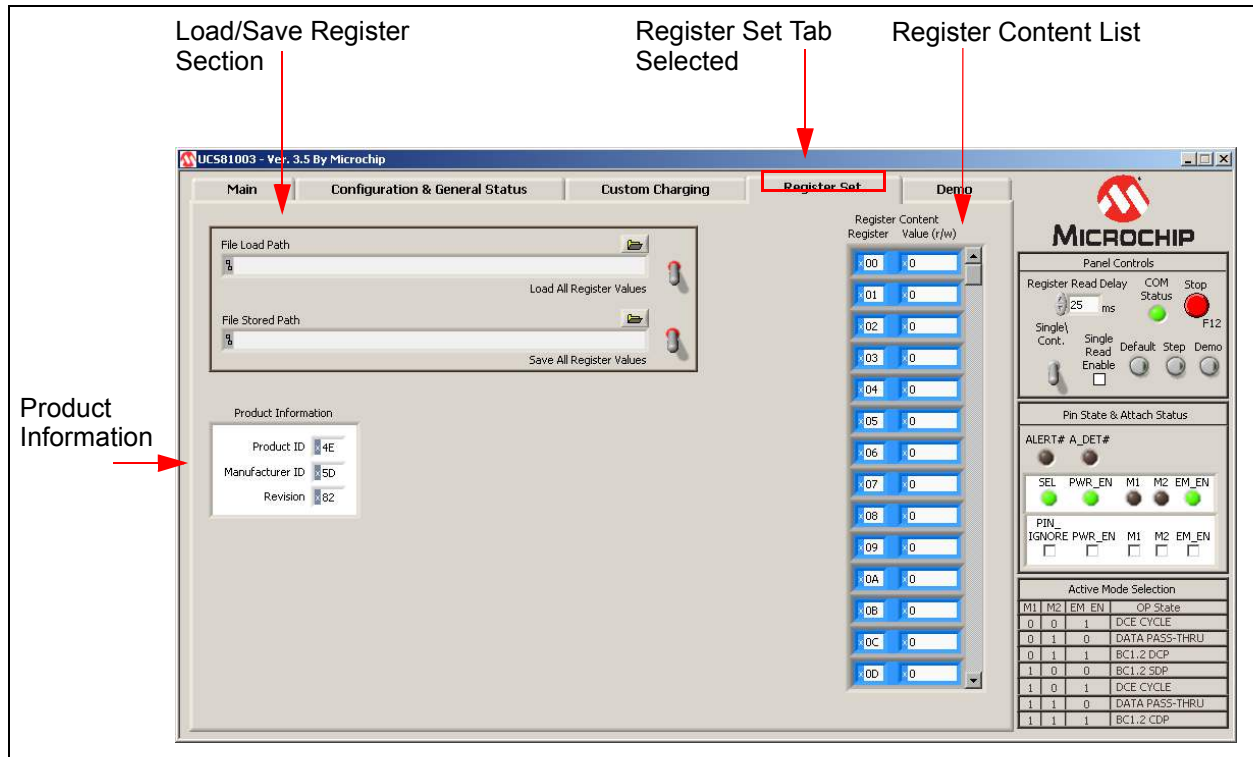 Load/Save Register
Section
Register Set Tab
Selected
Register Content List
Product
Information
UCS81003 - Ver. 3.5 By Microchip
Main
Configuration & General Status
Custom Charging
Register Set
Demo
File Load Path
Load All Register Values
File Stored Path
Save All Register Values
Product Information
Product ID x 4E
Manufacturer ID x 5D
Revision x 82
Register Content
Register Value (r/w)
x 00 x 0
x 01 x 0
x 02 x 0
x 03 x 0
x 04 x 0
x 05 x 0
x 06 x 0
x 07 x 0
x 08 x 0
x 09 x 0
x 0A x 0
x 0B x 0
x 0C x 0
x 0D x 0
MICROCHIP
Panel Controls
Register Read Delay
25 ms
COM
Status
Stop
F12
Single\
Cont.
Single
Read
Enable
Default
Step
Demo
Pin State & Attach Status
ALERT# A_DET#
SEL PWR_EN M1 M2 EM_EN
PIN_
IGNORE PWR_EN M1 M2 EM_EN
Active Mode Selection
M1 M2 EM EN OP State
0 0 1 DCE CYCLE
0 1 0 DATA PASS-THRU
0 1 1 BC1.2 DCP
1 0 0 BC1.2 SDP
1 0 1 DCE CYCLE
1 1 0 DATA PASS-THRU
1 1 1 BC1.2 CDP